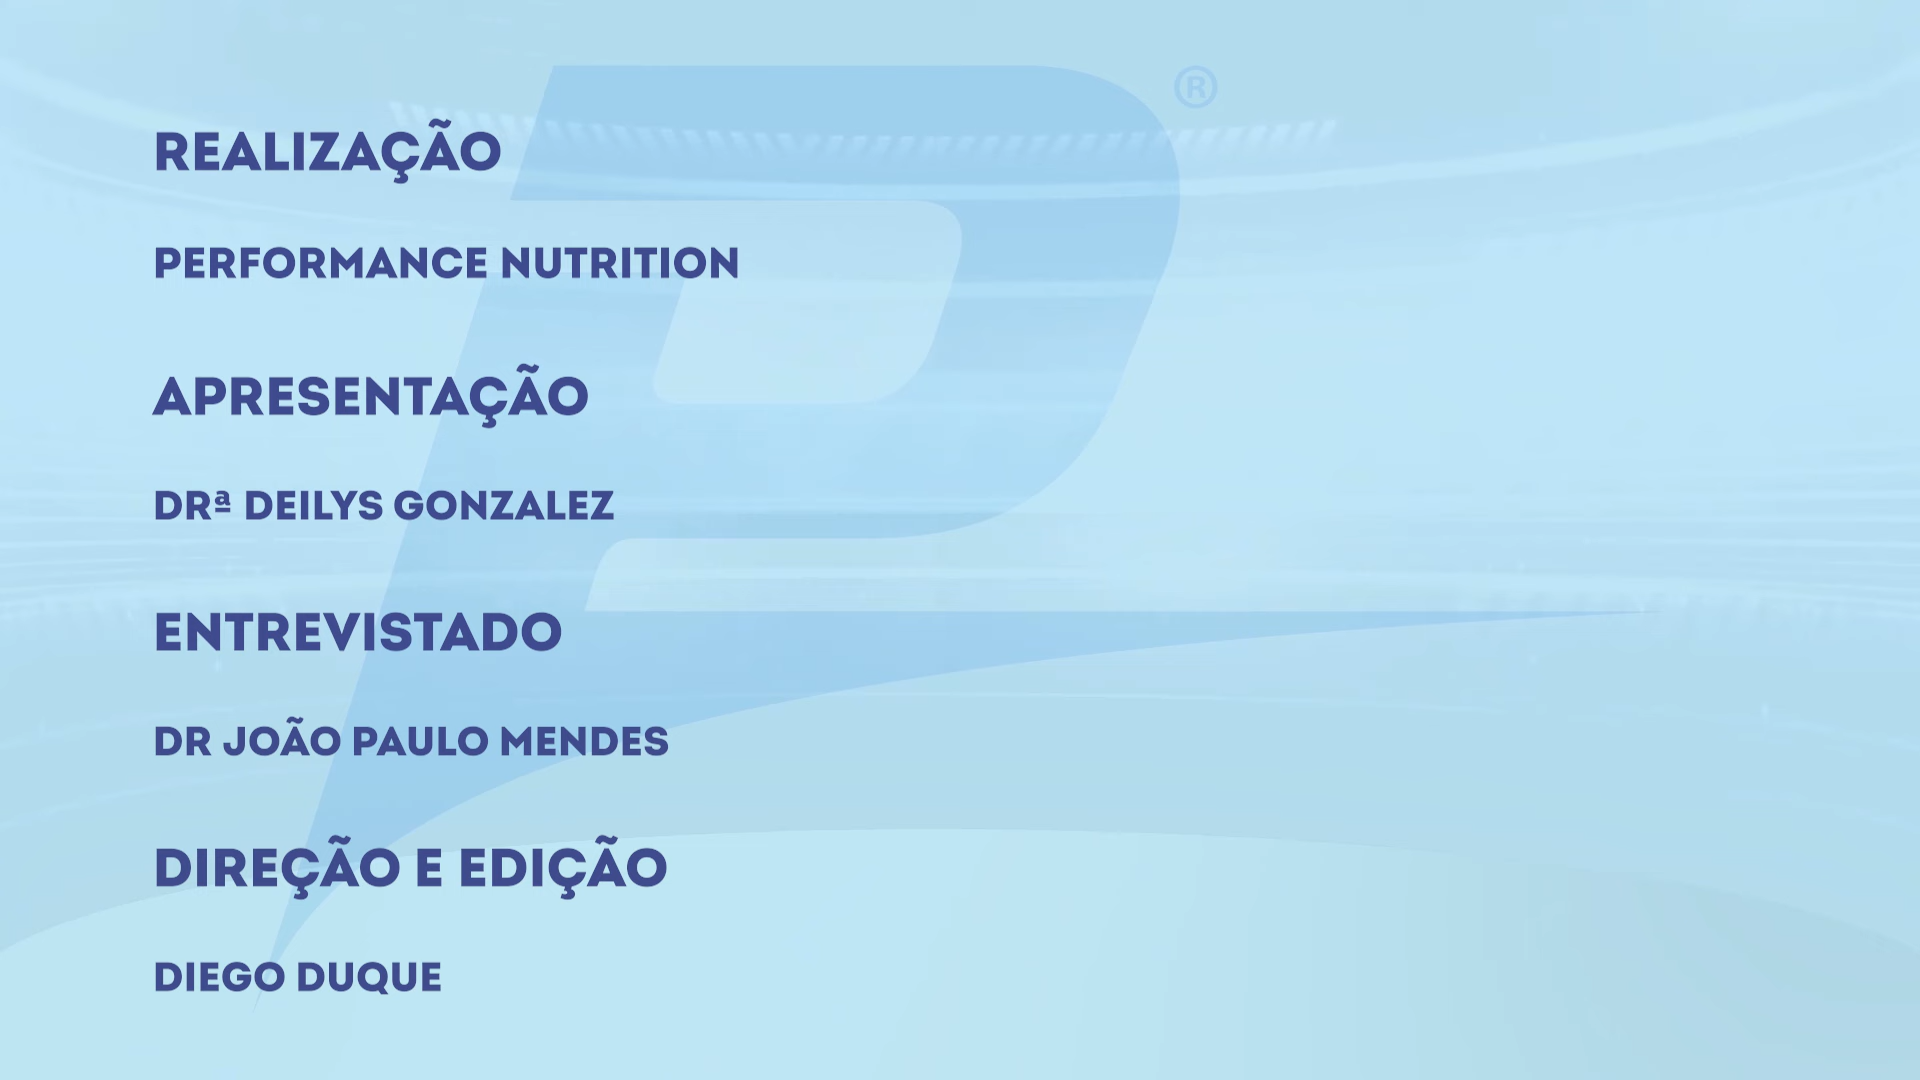 REALIZAÇÃO
PERFORMANCE NUTRITION
APRESENTAÇÃO
DRª DEILYS GONZALEZ
ENTREVISTADO
DR JOÃO PAULO MENDES
DIREÇÃO E EDIÇÃO
DIEGO DUQUE
®